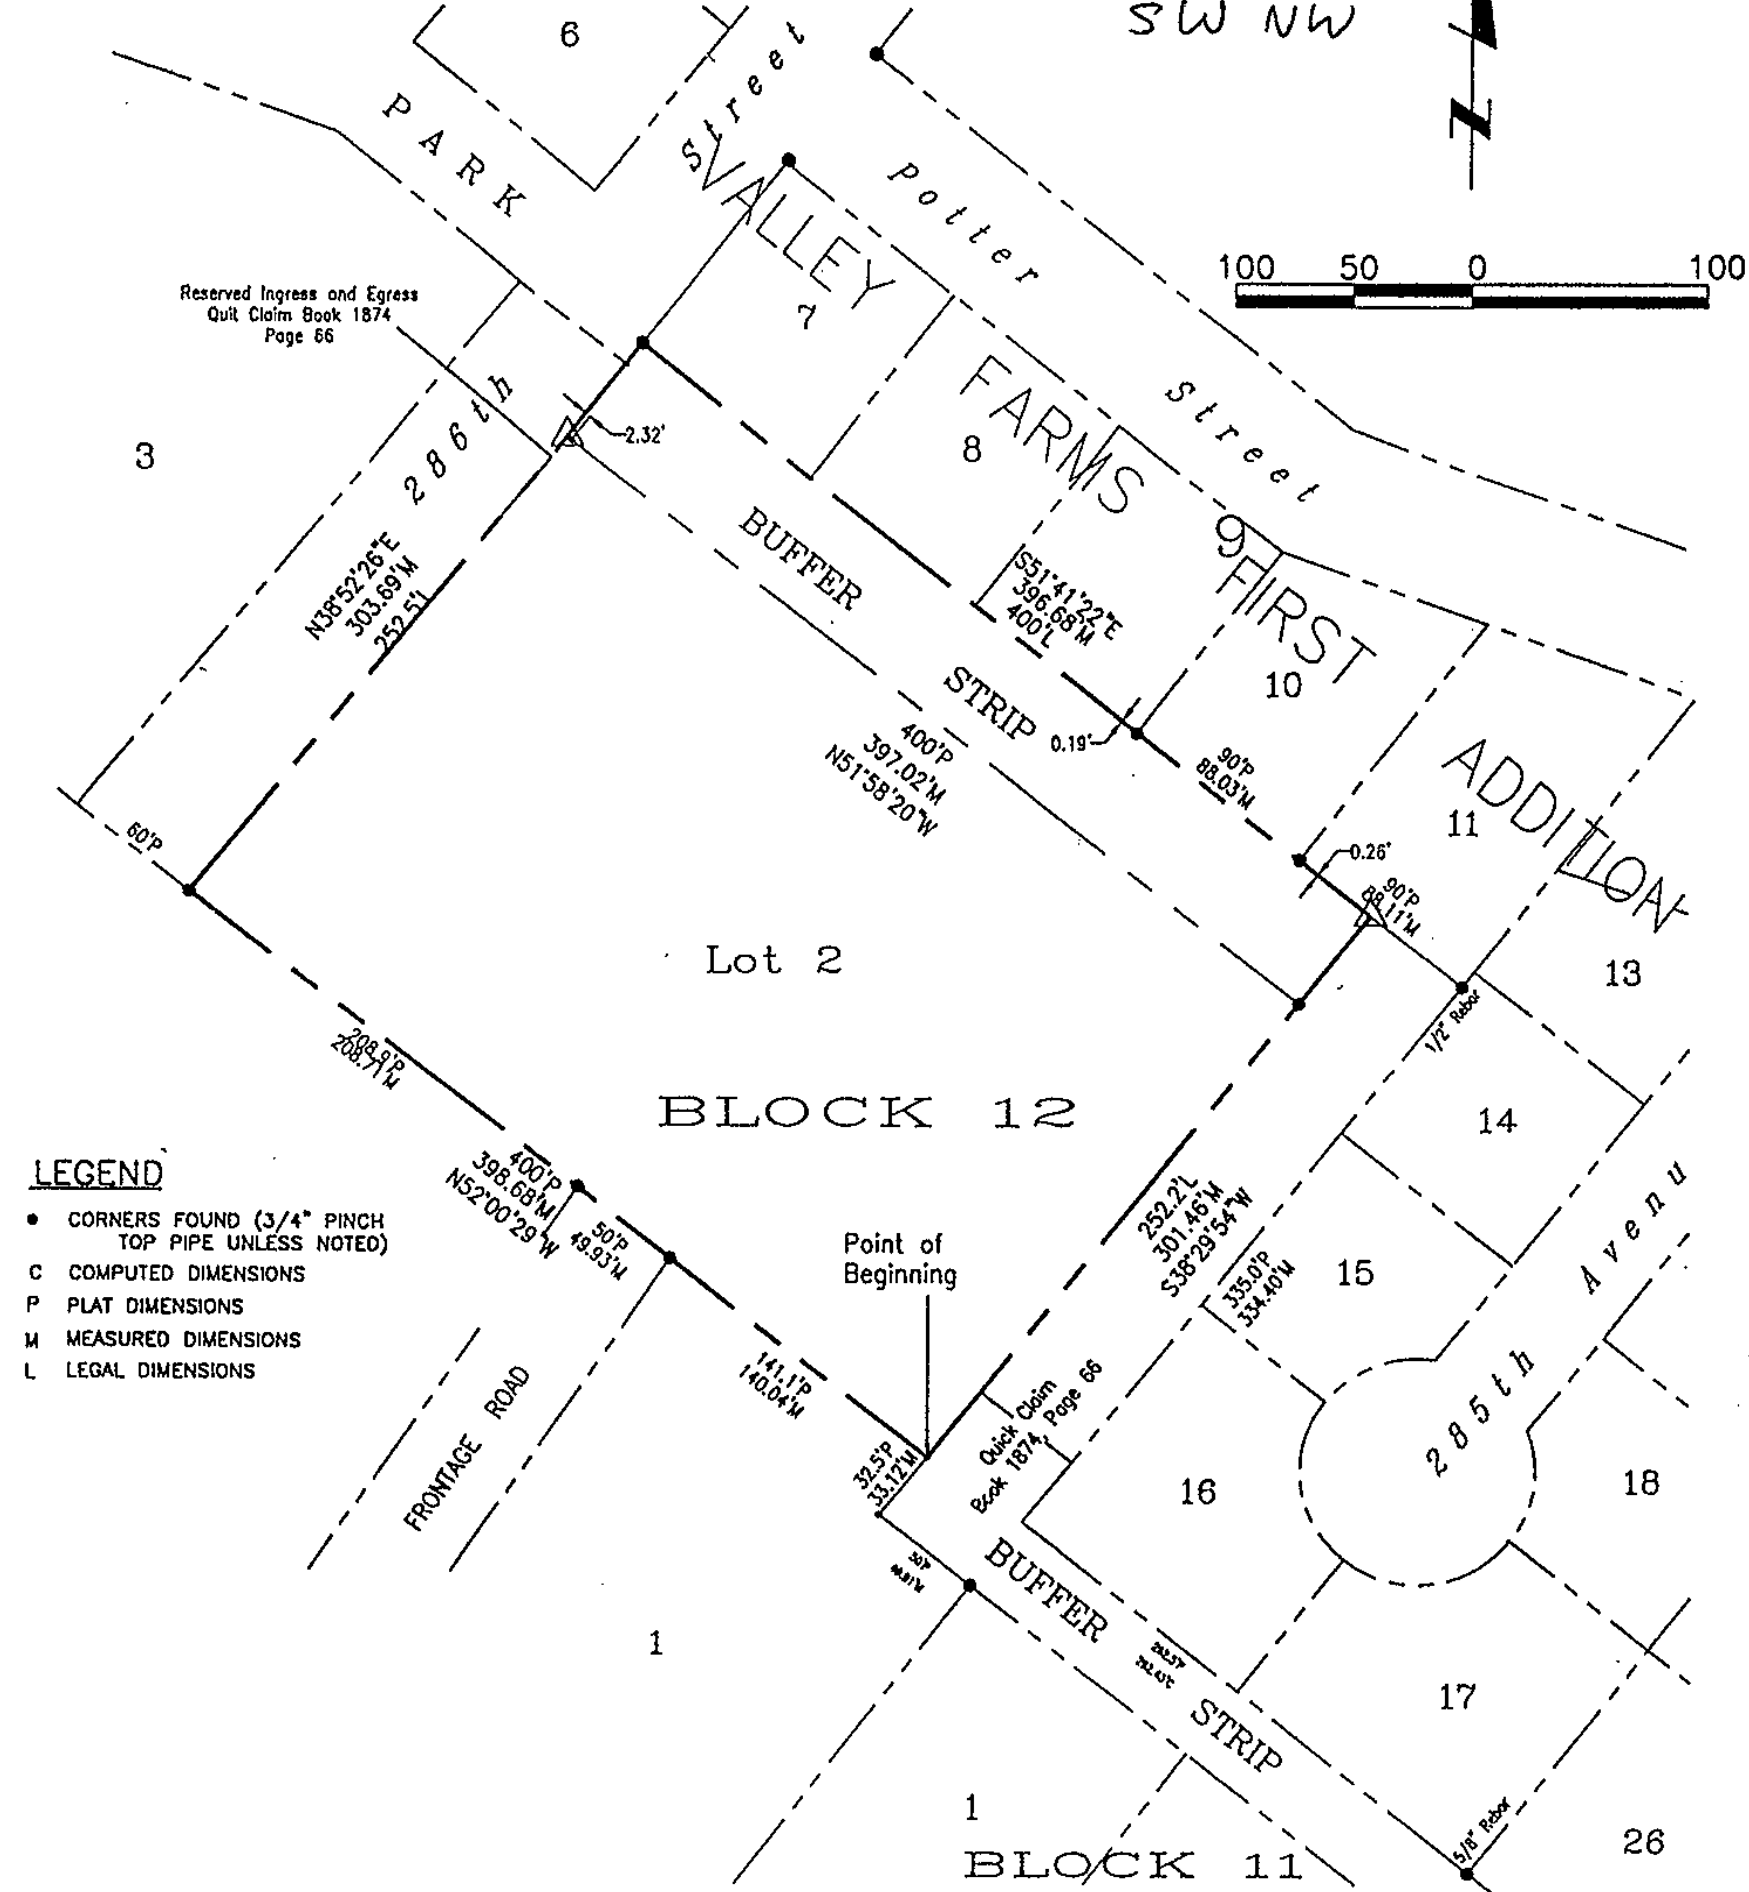 SW NW
6
Street
PARK
Potter
100 50 0 100
VALLEY
7
Reserved Ingress and Egress
Quit Claim Book 1874
Page 66
FARMS
Street
286th
3
2.32'
8
9
BUFFER
FIRST
N38°52'26"E
303.69'M
252.5'L
S51°41'22"E
396.68'M
400'L
10
STRIP
0.19'
400'P
397.02'M
N51°58'20"W
90'P
88.03'M
ADDITION
11
60'P
0.26'
90'P
88.11'M
Lot 2
13
1/2" Rebar
208.9'P
208.71'M
BLOCK 12
14
LEGEND
● CORNERS FOUND (3/4" PINCH
TOP PIPE UNLESS NOTED)
C COMPUTED DIMENSIONS
P PLAT DIMENSIONS
M MEASURED DIMENSIONS
L LEGAL DIMENSIONS
400'P
398.68'M
N52°00'29"W
50'P
49.93'M
Point of
Beginning
252.2'L
301.46'M
S38°29'54"W
335.0'P
334.40'M
15
285th Avenu
FRONTAGE ROAD
141.1'P
140.04'M
Quick Claim
Book 1874, Page 66
32.5'P
33.12'M
16
18
50'P
BUFFER
1
17
STRIP
1
BLOCK 11
5/8" Rebar
26